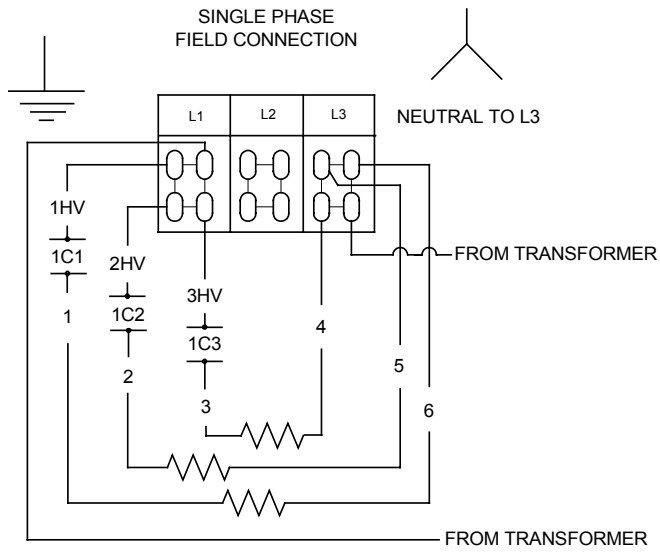 SINGLE PHASE
FIELD CONNECTION
L1
L2
L3
NEUTRAL TO L3
1HV
1C1
2HV
1C2
3HV
1C3
FROM TRANSFORMER
1
2
3
4
5
6
FROM TRANSFORMER